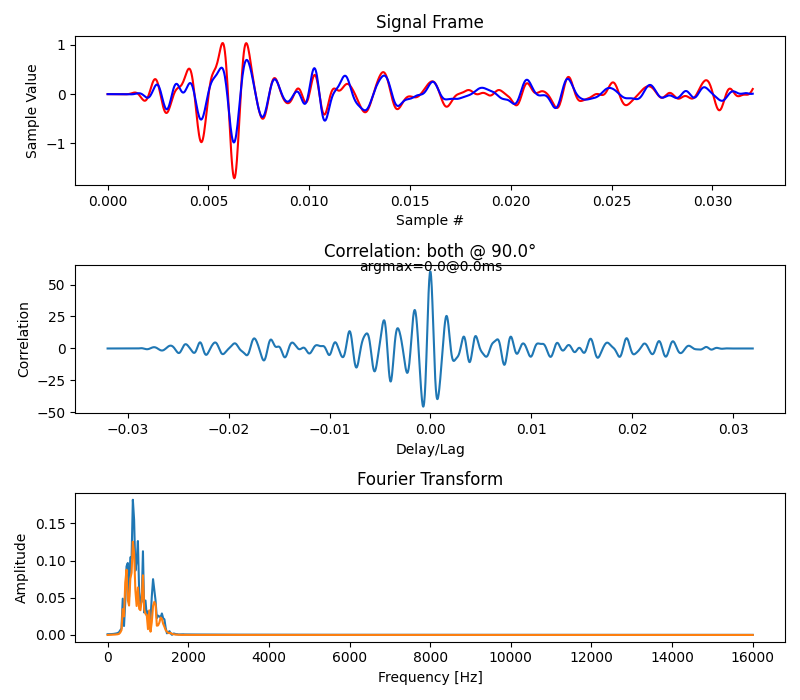 Signal Frame
1
0
−1
Sample Value
0.000 0.005 0.010 0.015 0.020 0.025 0.030
Sample #
Correlation: both @ 90.0°
argmax=0.0@0.0ms
50
25
0
−25
−50
Correlation
−0.03 −0.02 −0.01 0.00 0.01 0.02 0.03
Delay/Lag
Fourier Transform
0.15
0.10
0.05
0.00
Amplitude
0 2000 4000 6000 8000 10000 12000 14000 16000
Frequency [Hz]